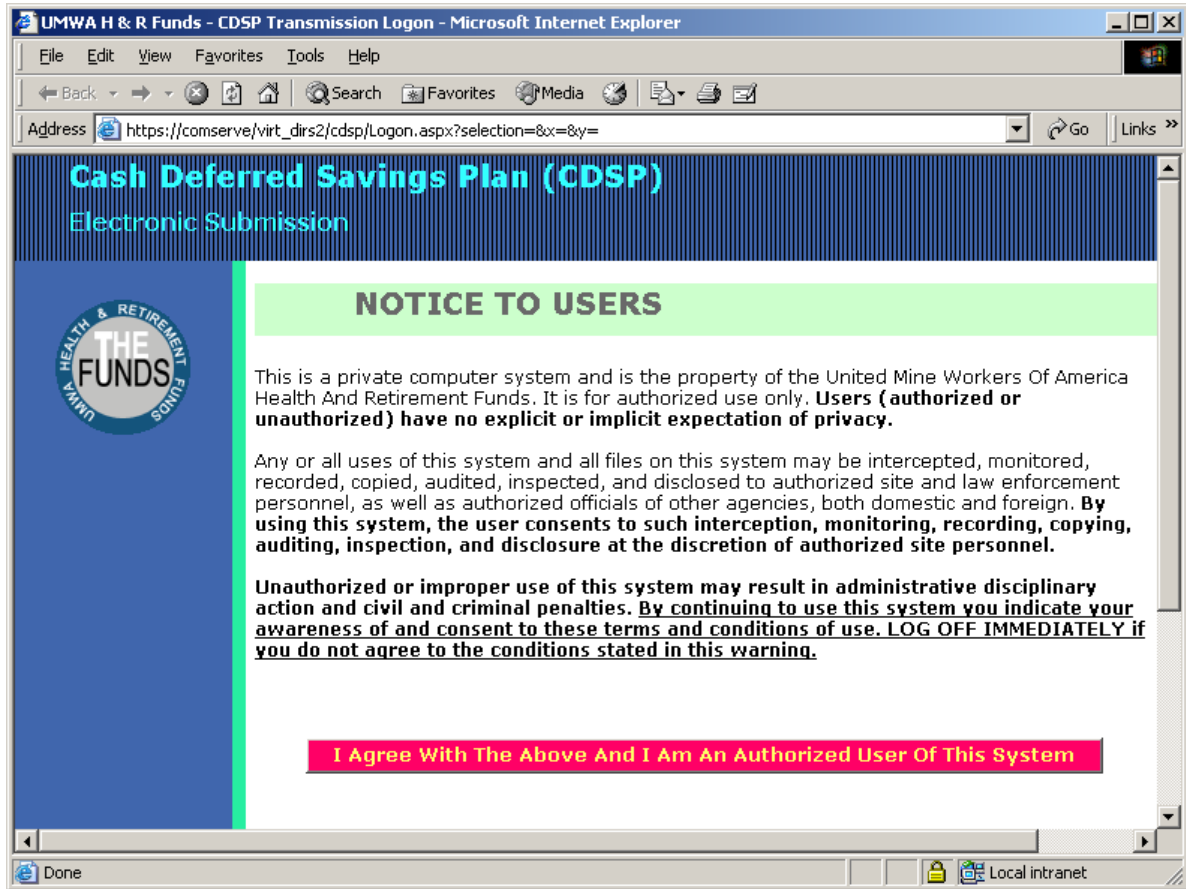 UMWA H & R Funds - CDSP Transmission Logon - Microsoft Internet Explorer
File Edit View Favorites Tools Help
Back Search Favorites Media
Address https://comserve/virt_dirs2/cdsp/Logon.aspx?selection=&x=&y= Go Links »
Cash Deferred Savings Plan (CDSP)
Electronic Submission
UMWA HEALTH & RETIREMENT FUNDS
THE
FUNDS
NOTICE TO USERS
This is a private computer system and is the property of the United Mine Workers Of America
Health And Retirement Funds. It is for authorized use only. Users (authorized or
unauthorized) have no explicit or implicit expectation of privacy.
Any or all uses of this system and all files on this system may be intercepted, monitored,
recorded, copied, audited, inspected, and disclosed to authorized site and law enforcement
personnel, as well as authorized officials of other agencies, both domestic and foreign. By
using this system, the user consents to such interception, monitoring, recording, copying,
auditing, inspection, and disclosure at the discretion of authorized site personnel.
Unauthorized or improper use of this system may result in administrative disciplinary
action and civil and criminal penalties. By continuing to use this system you indicate your
awareness of and consent to these terms and conditions of use. LOG OFF IMMEDIATELY if
you do not agree to the conditions stated in this warning.
I Agree With The Above And I Am An Authorized User Of This System
Done Local intranet